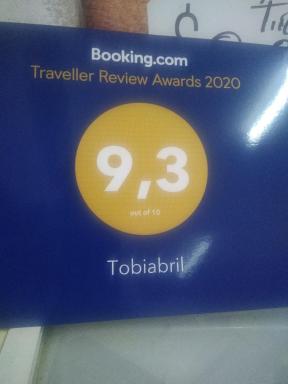 Booking.com
Traveller Review Awards 2020
9,3
out of 10
Tobiabril
$